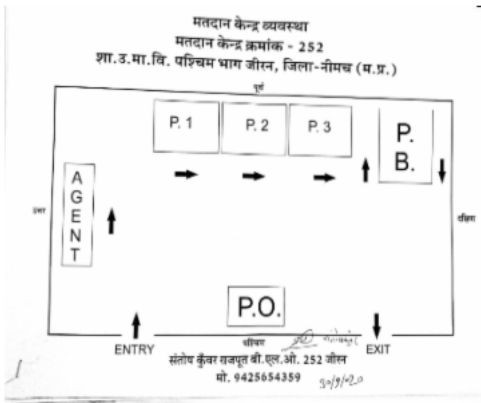 मतदान केन्द्र व्यवस्था
मतदान केन्द्र क्रमांक - 252
शा.उ.मा.वि. पश्चिम भाग जीरन, जिला-नीमच (म.प्र.)
पूर्व
P. 1 P. 2 P. 3 P. B.
AGENT
उत्तर
दक्षिण
P.O.
पश्चिम
ENTRY EXIT
संतोष कुँवर राजपूत बी.एल.ओ. 252 जीरन
मो. 9425654359
30/9/020